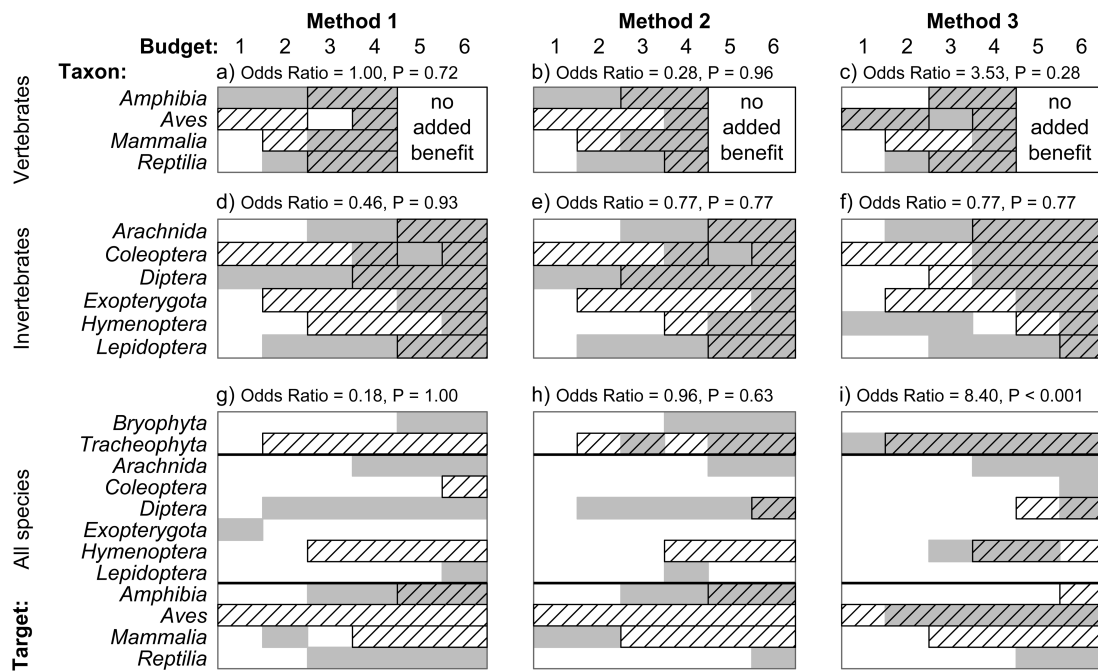 Method 1 Method 2 Method 3
Budget: 1 2 3 4 5 6 1 2 3 4 5 6 1 2 3 4 5 6
Taxon: a) Odds Ratio = 1.00, P = 0.72 b) Odds Ratio = 0.28, P = 0.96 c) Odds Ratio = 3.53, P = 0.28
Vertebrates
Amphibia
Aves
Mammalia
Reptilia
no added benefit
no added benefit
no added benefit
d) Odds Ratio = 0.46, P = 0.93 e) Odds Ratio = 0.77, P = 0.77 f) Odds Ratio = 0.77, P = 0.77
Invertebrates
Arachnida
Coleoptera
Diptera
Exopterygota
Hymenoptera
Lepidoptera
g) Odds Ratio = 0.18, P = 1.00 h) Odds Ratio = 0.96, P = 0.63 i) Odds Ratio = 8.40, P < 0.001
Target: All species
Bryophyta
Tracheophyta
Arachnida
Coleoptera
Diptera
Exopterygota
Hymenoptera
Lepidoptera
Amphibia
Aves
Mammalia
Reptilia